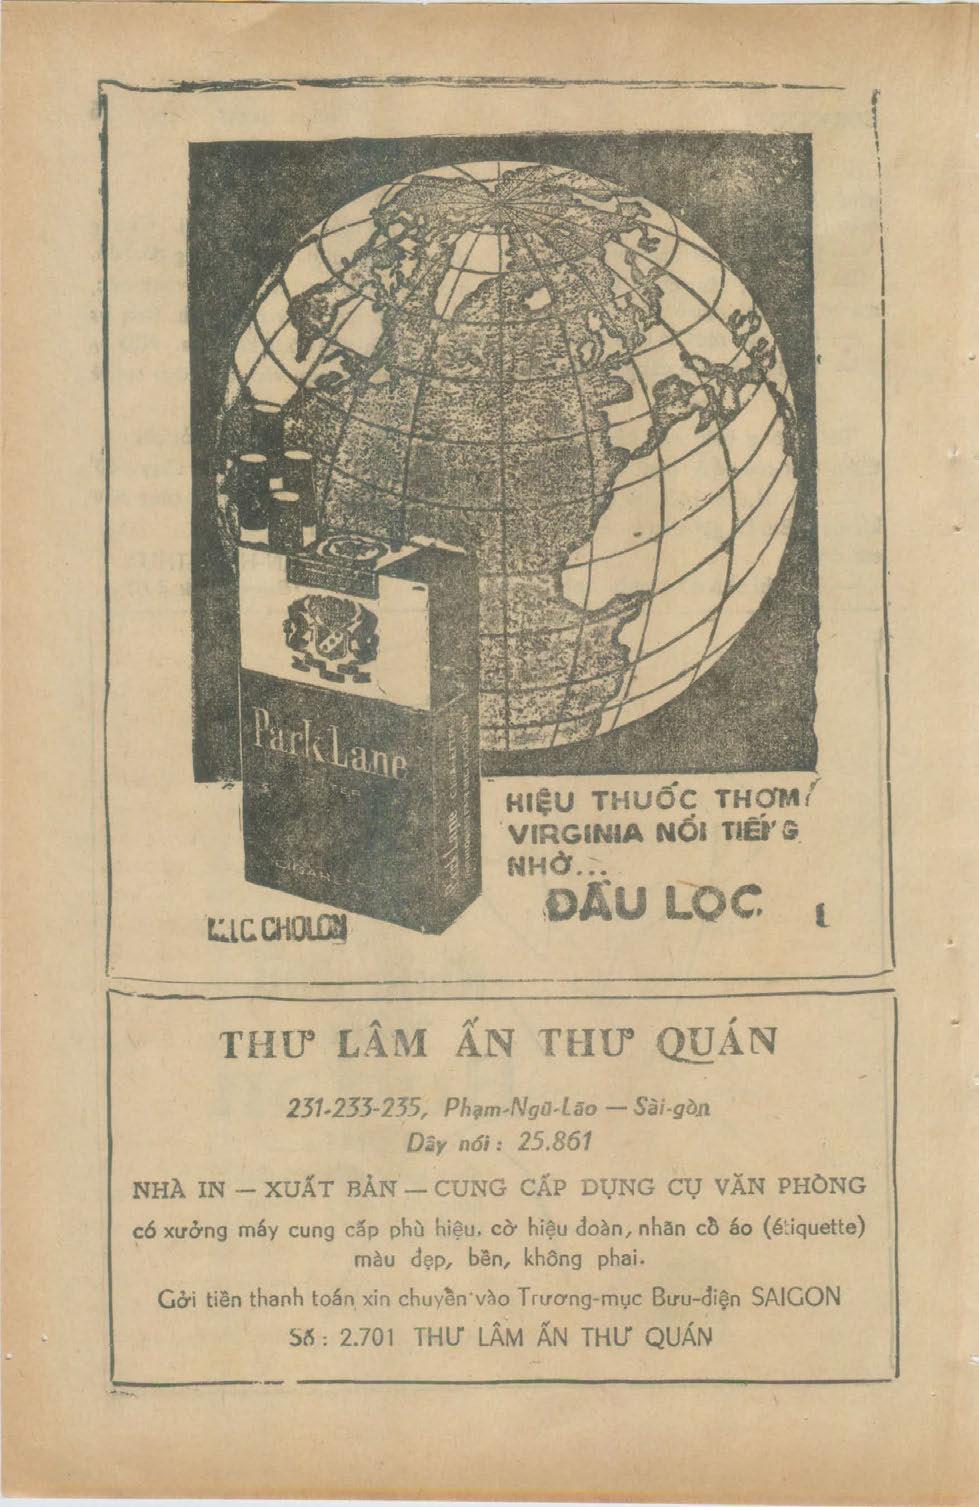 Park Lane
HIỆU THUỐC THƠM
VIRGINIA NỔI TIẾNG
NHỜ...
ĐẦU LỌC.
M.I.C. CHOLON
THƯ LÂM ẤN THƯ QUÁN
231-233-235, Phạm-Ngũ-Lão — Sài-gòn
Dây nói : 25.861
NHÀ IN — XUẤT BẢN — CUNG CẤP DỤNG CỤ VĂN PHÒNG
có xưởng máy cung cấp phù hiệu, cờ hiệu đoàn, nhãn cổ áo (étiquette)
màu đẹp, bền, không phai.
Gởi tiền thanh toán xin chuyển vào Trương-mục Bưu-điện SAIGON
Số : 2.701 THƯ LÂM ẤN THƯ QUÁN